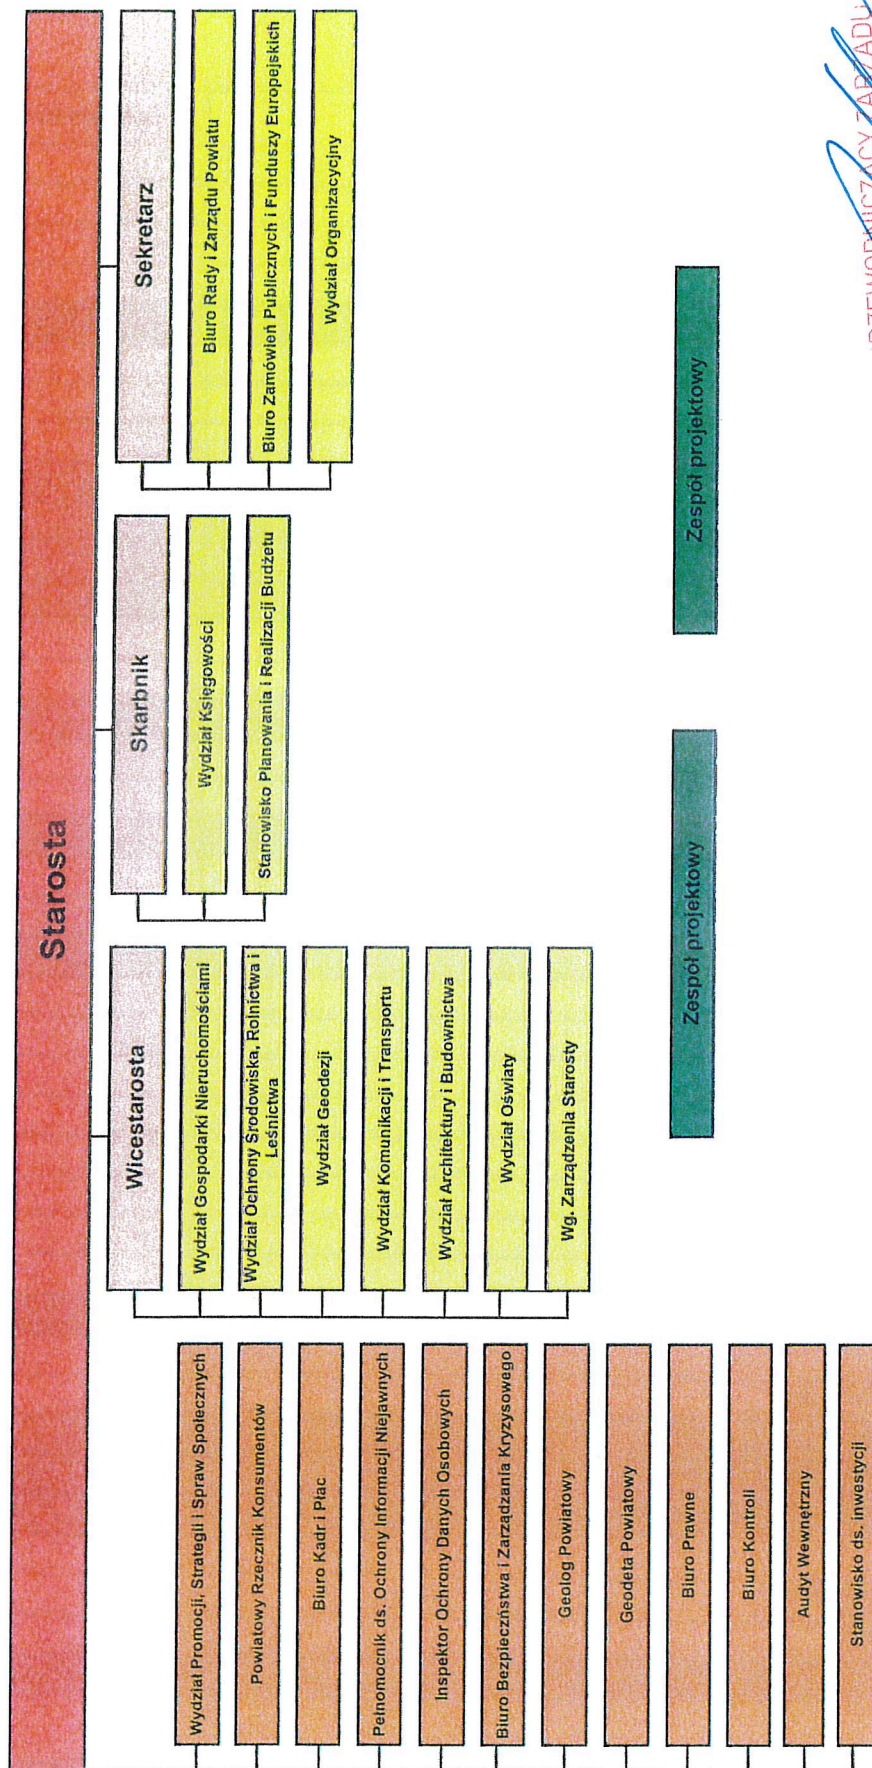 Starosta
Wydział Promocji, Strategii i Spraw Społecznych
Powiatowy Rzecznik Konsumentów
Biuro Kadr i Płac
Pełnomocnik ds. Ochrony Informacji Niejawnych
Inspektor Ochrony Danych Osobowych
Biuro Bezpieczństwa i Zarządzania Kryzysowego
Geolog Powiatowy
Geodeta Powiatowy
Biuro Prawne
Biuro Kontroli
Audyt Wewnętrzny
Stanowisko ds. inwestycji
Wicestarosta
Wydział Gospodarki Nieruchomościami
Wydział Ochrony Środowiska, Rolnictwa i
Leśnictwa
Wydział Geodezji
Wydział Komunikacji i Transportu
Wydział Architektury i Budownictwa
Wydział Oświaty
Wg. Zarządzenia Starosty
Skarbnik
Wydział Księgowości
Stanowisko Planowania i Realizacji Budżetu
Sekretarz
Biuro Rady i Zarządu Powiatu
Biuro Zamówień Publicznych i Funduszy Europejskich
Wydział Organizacycjny
Zespół projektowy
Zespół projektowy
ZARZĄDU